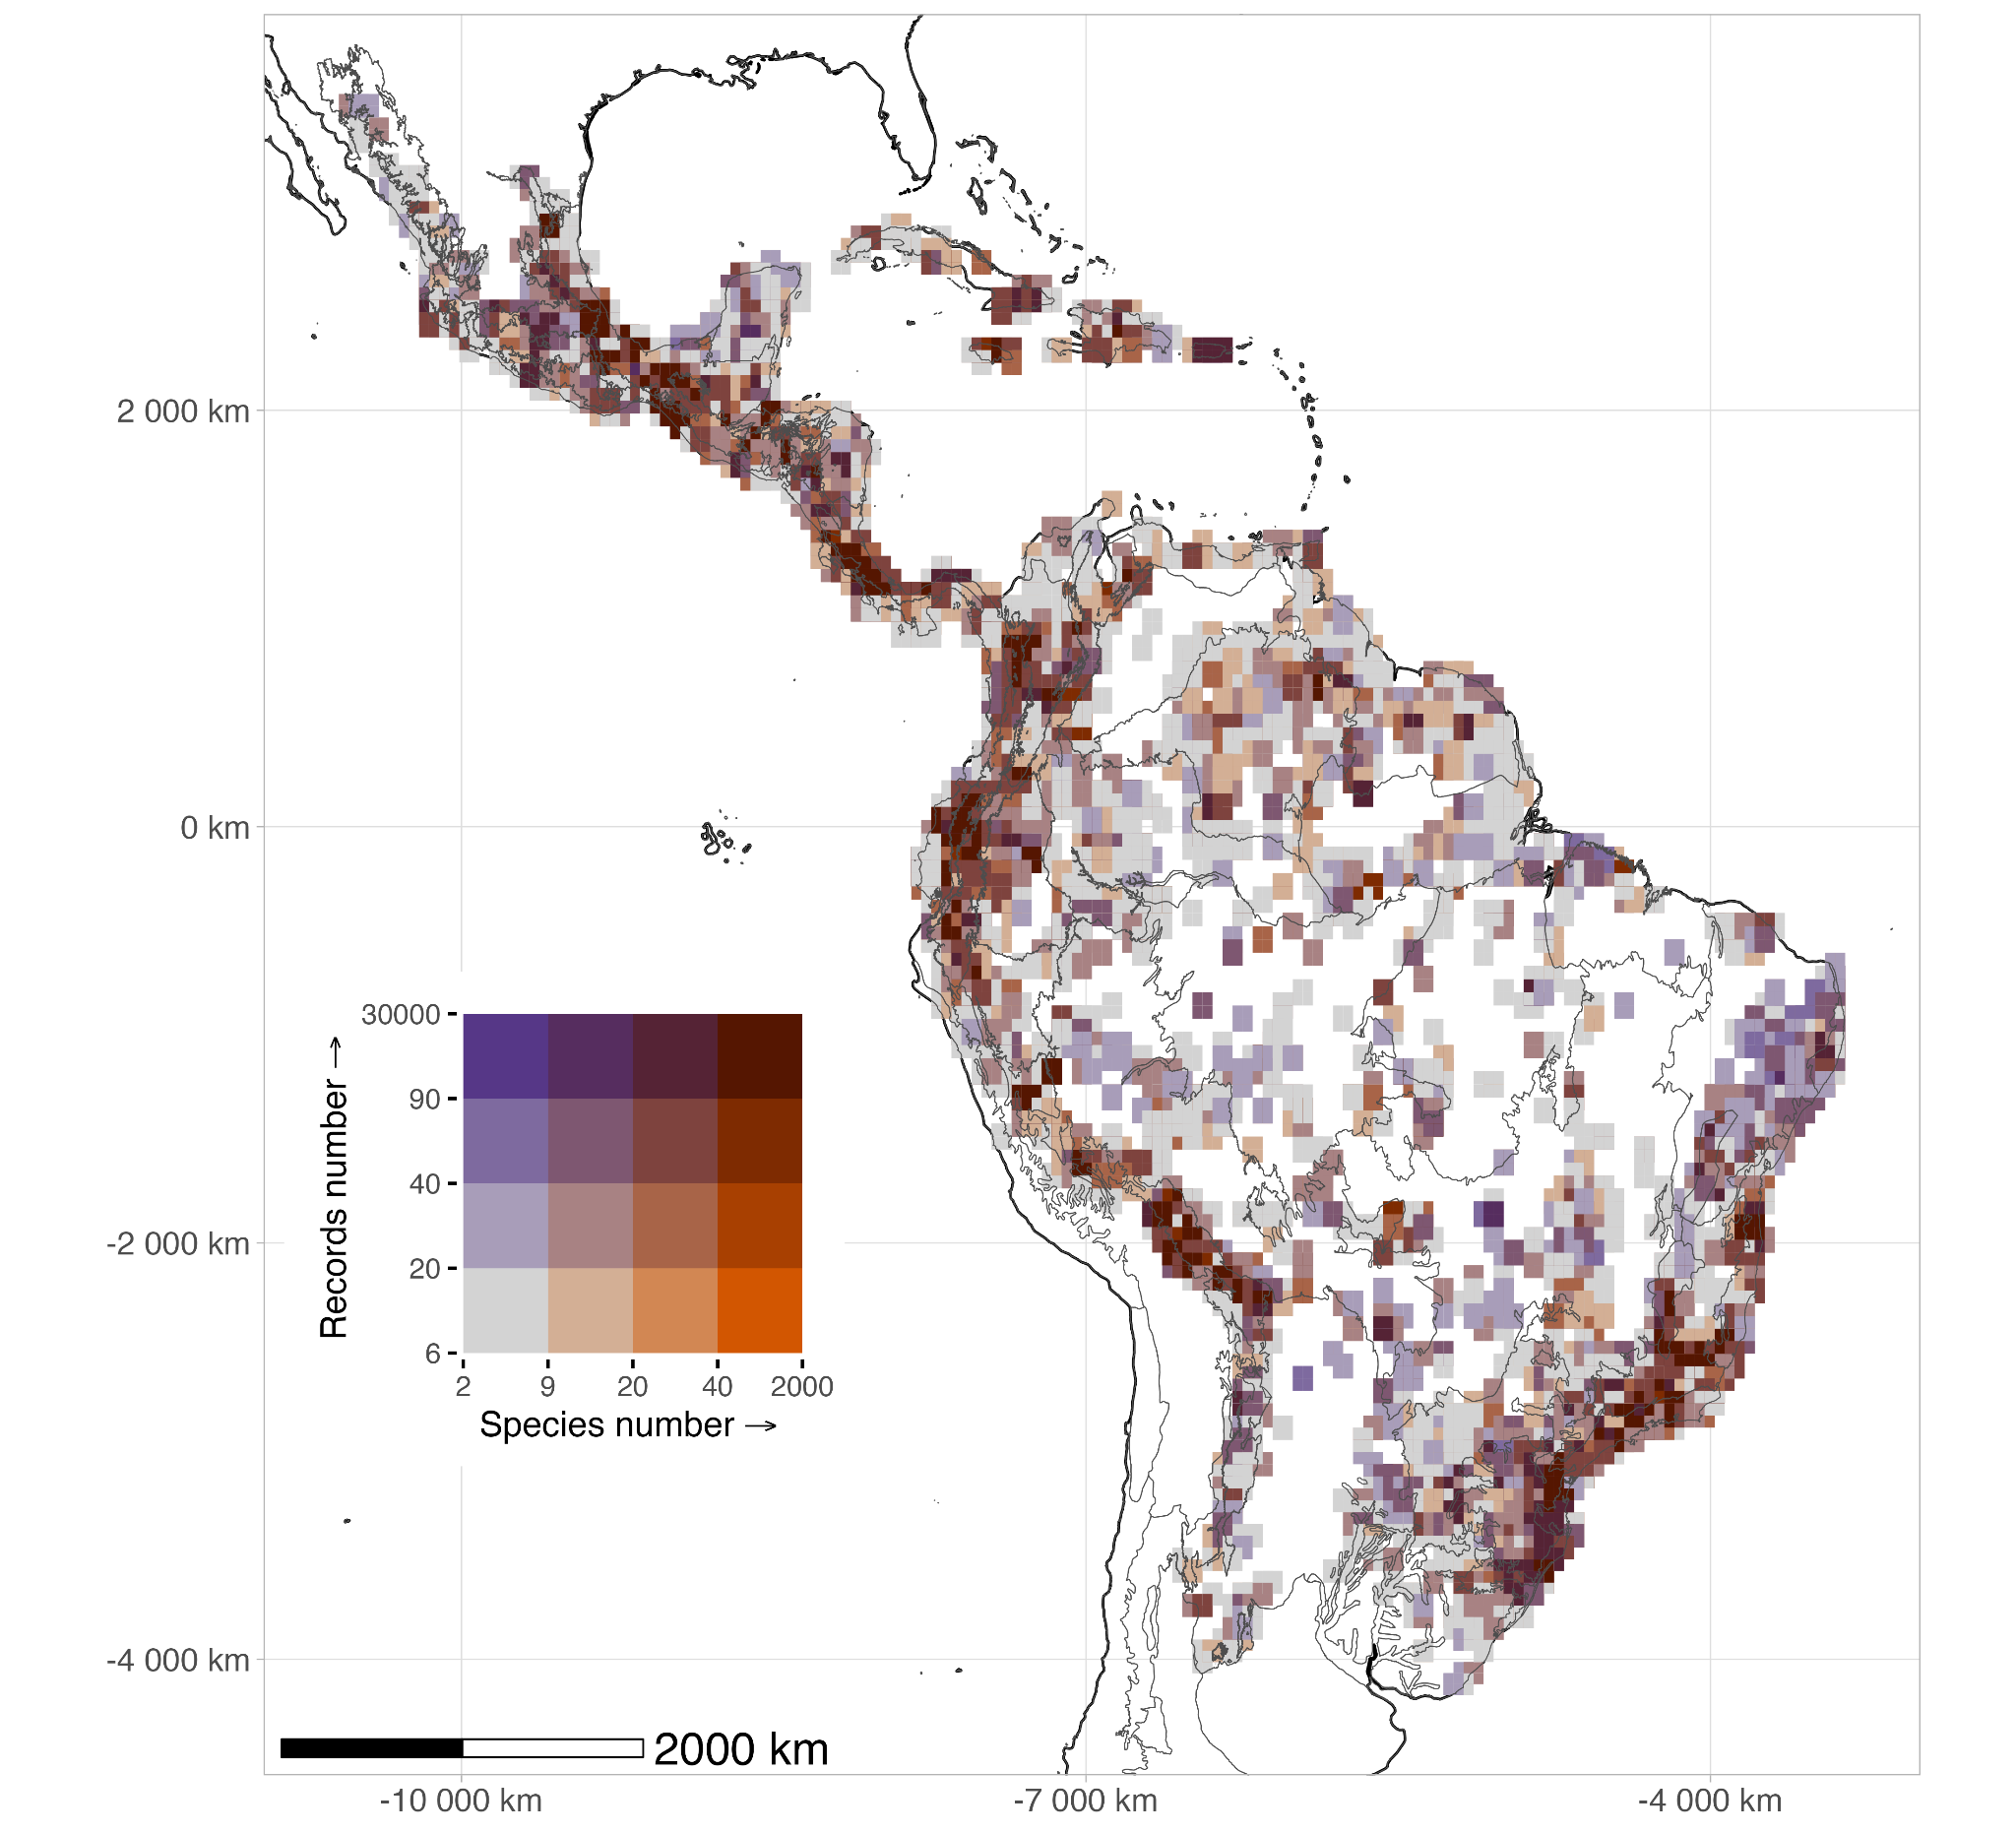 2 000 km
0 km
-2 000 km
-4 000 km
-10 000 km
-7 000 km
-4 000 km
Records number →
30000
90
40
20
6
2
9
20
40
2000
Species number →
2000 km